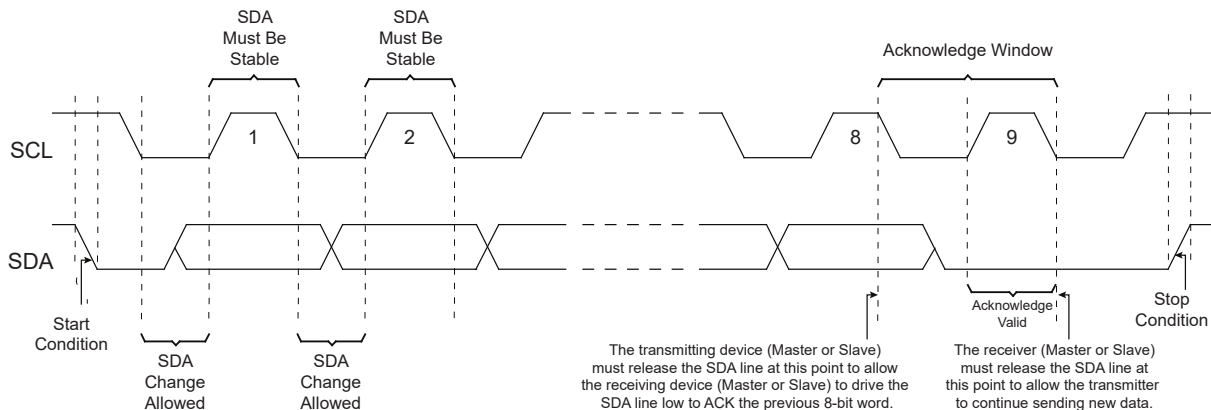 SDA
Must Be
Stable
SDA
Must Be
Stable
Acknowledge Window
SCL
1
2
8
9
SDA
Start
Condition
SDA
Change
Allowed
SDA
Change
Allowed
Acknowledge
Valid
Stop
Condition
The transmitting device (Master or Slave)
must release the SDA line at this point to allow
the receiving device (Master or Slave) to drive the
SDA line low to ACK the previous 8-bit word.
The receiver (Master or Slave)
must release the SDA line at
this point to allow the transmitter
to continue sending new data.